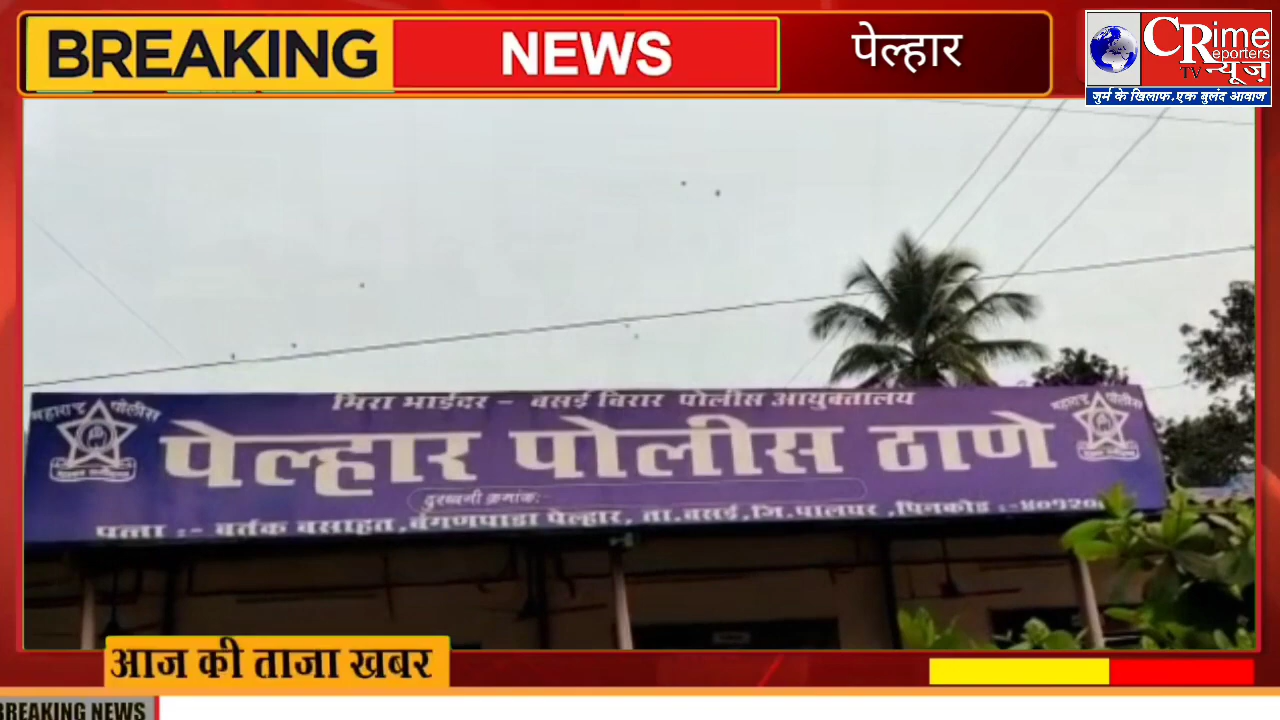 BREAKING NEWS पेल्हार
CRime
Reporters
TV न्यूज़
जुर्म के खिलाफ.एक बुलंद आवाज
मिरा भाईंदर - वसई विरार पोलीस आयुक्तालय
महाराष्ट्र पोलीस
पेल्हार पोलीस ठाणे
महाराष्ट्र पोलीस
दुरध्वनी क्रमांक:-
पत्ता :- वर्तक वसाहत, वंगणपाडा पेल्हार, ता.वसई, जि.पालघर, पिनकोड :-
आज की ताजा खबर
BREAKING NEWS